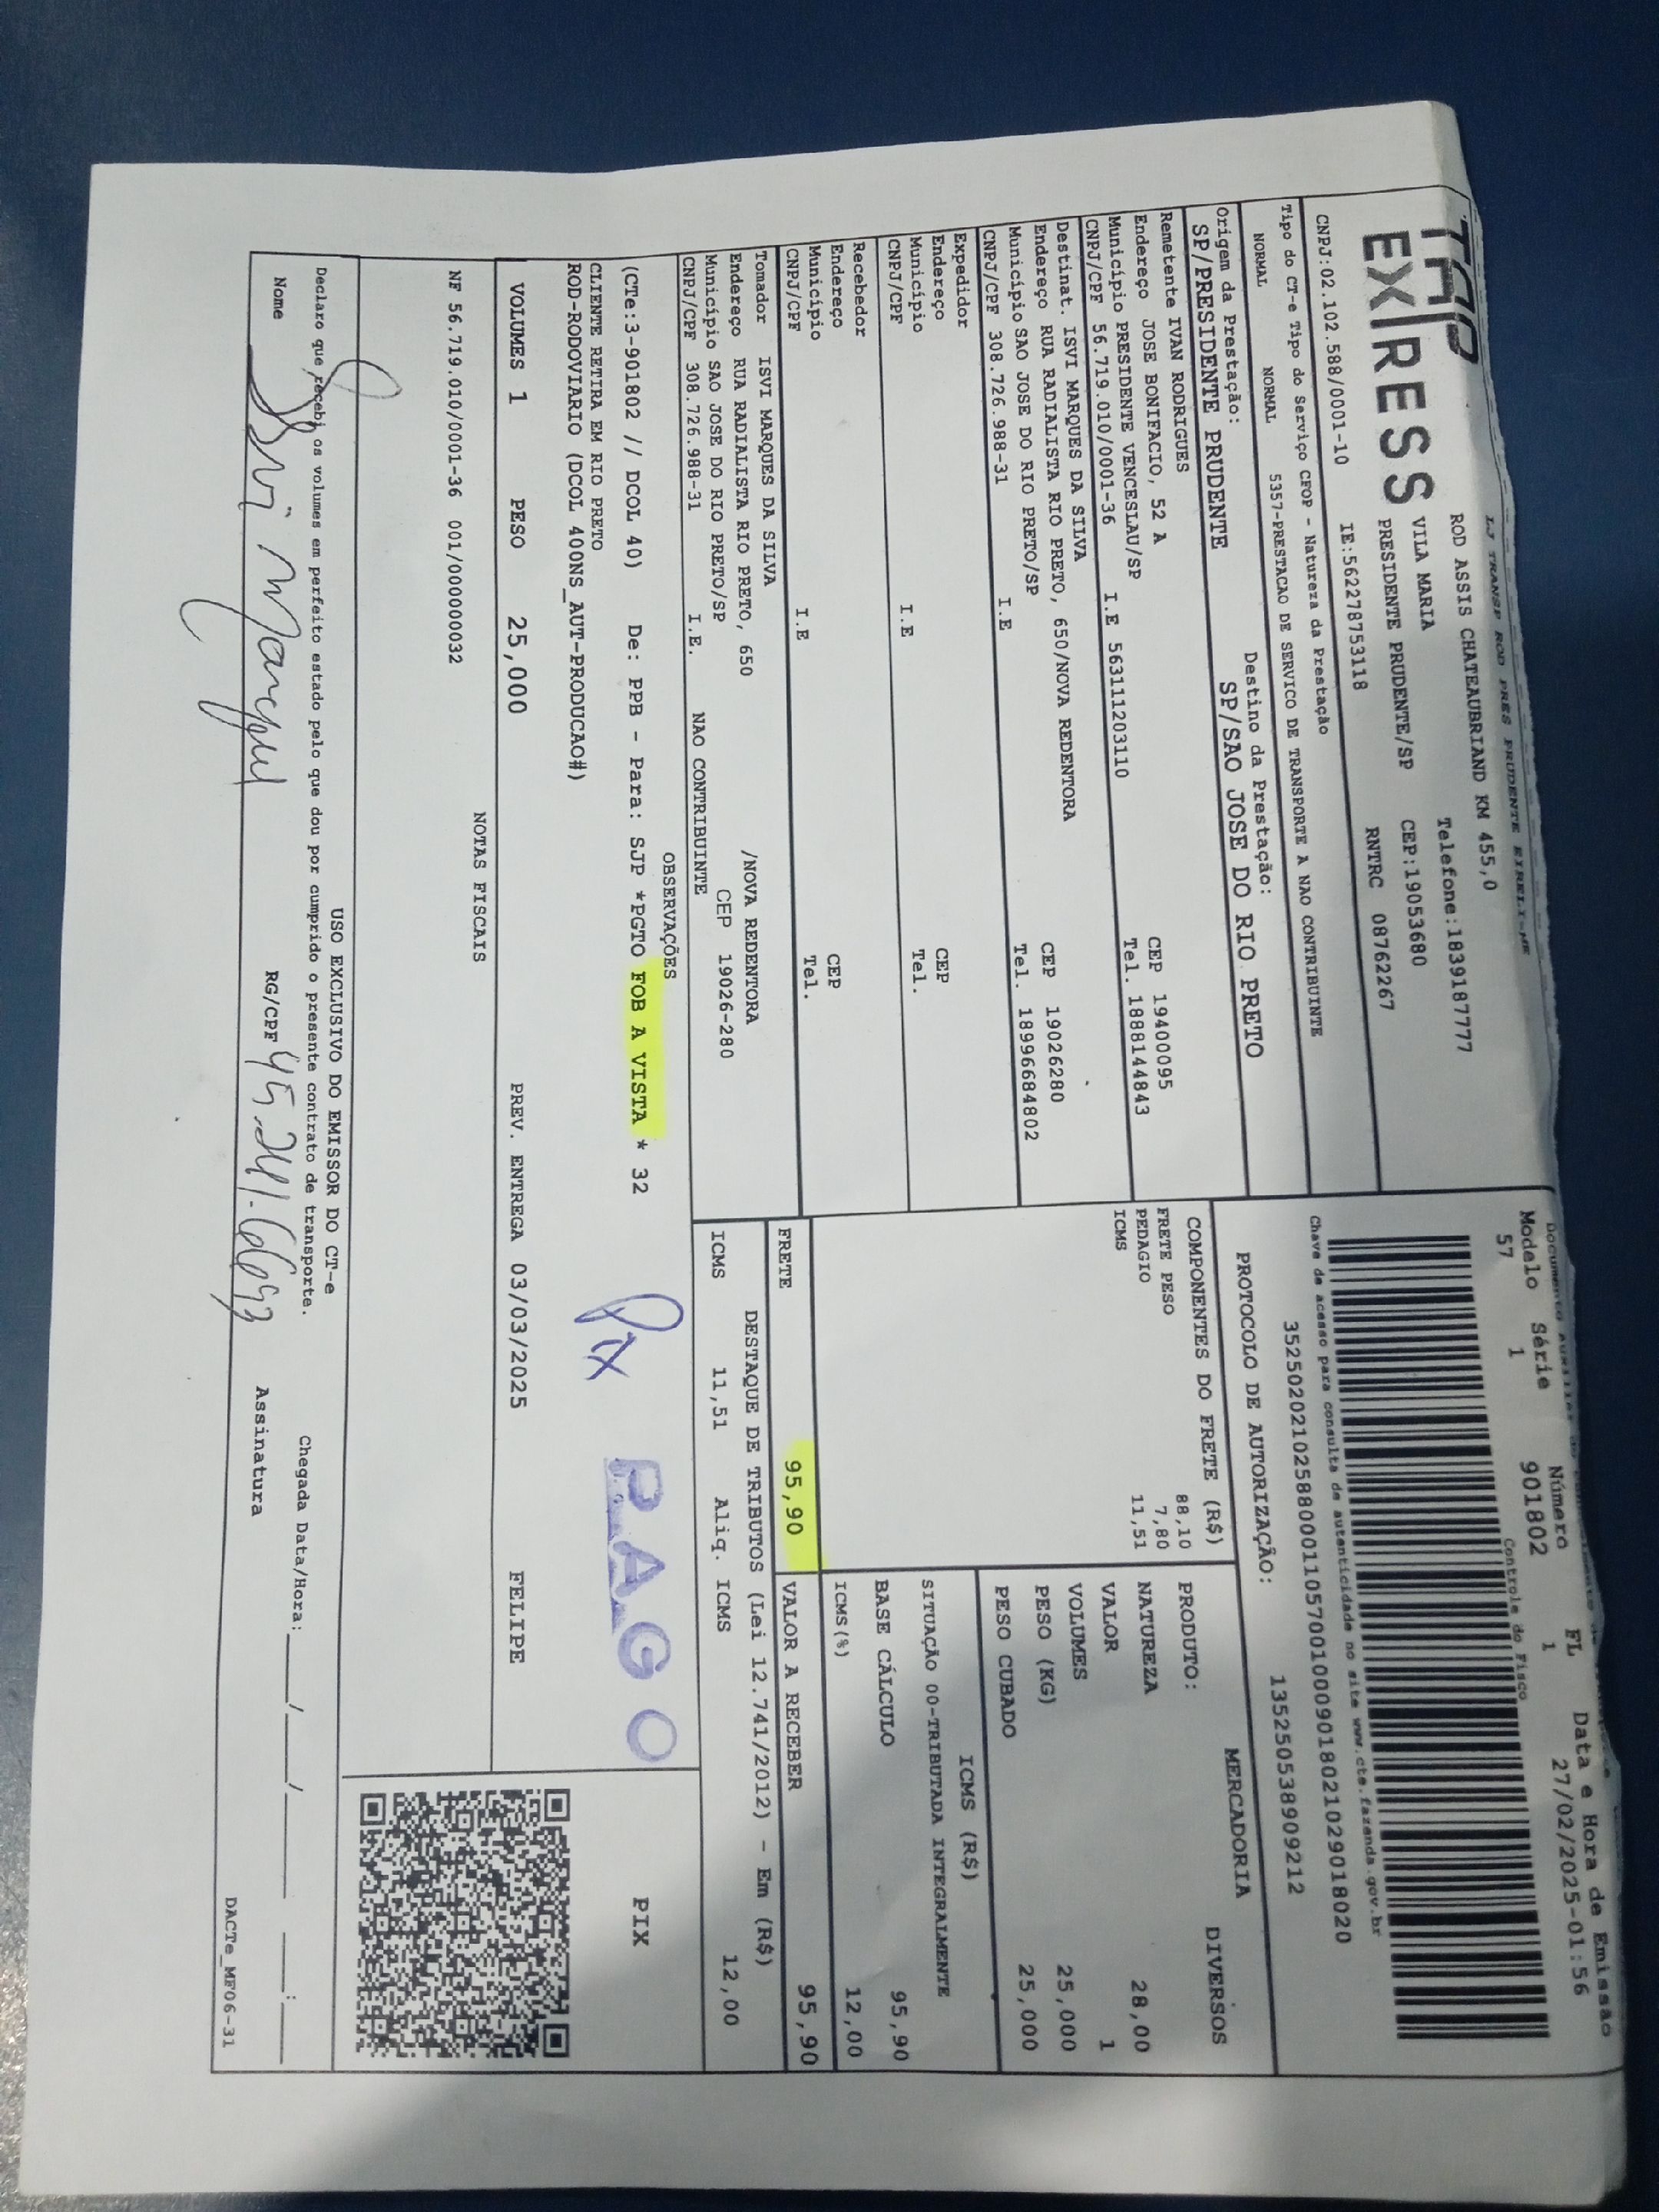 TAP
EXPRESS
LJ TRANSP ROD PRES PRUDENTE EIRELI-ME
ROD ASSIS CHATEAUBRIAND KM 455,0
VILA MARIA Telefone:1839187777
PRESIDENTE PRUDENTE/SP CEP:19053680
CNPJ:02.102.588/0001-10 IE:562278753118 RNTRC 08762267
Modelo Série Número FL Data e Hora de Emissão
57 1 901802 1 27/02/2025-01:56
Controle do Fisco
Chave de acesso para consulta de autenticidade no site www.cte.fazenda.gov.br
35250202102588000110570010009018021029018020
PROTOCOLO DE AUTORIZAÇÃO: 135250538909212
Tipo do CT-e Tipo do Serviço CFOP - Natureza da Prestação
NORMAL NORMAL 5357-PRESTACAO DE SERVICO DE TRANSPORTE A NAO CONTRIBUINTE
Origem da Prestação: Destino da Prestação:
SP/PRESIDENTE PRUDENTE SP/SAO JOSE DO RIO PRETO
Remetente IVAN RODRIGUES
Endereço JOSE BONIFACIO, 52 A CEP 19400095
Município PRESIDENTE VENCESLAU/SP Tel. 1888144843
CNPJ/CPF 56.719.010/0001-36 I.E 563111203110
Destinat. ISVI MARQUES DA SILVA
Endereço RUA RADIALISTA RIO PRETO, 650/NOVA REDENTORA CEP 19026280
Município SAO JOSE DO RIO PRETO/SP Tel. 18996684802
CNPJ/CPF 308.726.988-31 I.E
Expedidor
Endereço CEP
Município Tel.
CNPJ/CPF I.E
Recebedor
Endereço CEP
Município Tel.
CNPJ/CPF I.E
Tomador ISVI MARQUES DA SILVA
Endereço RUA RADIALISTA RIO PRETO, 650 /NOVA REDENTORA
Município SAO JOSE DO RIO PRETO/SP CEP 19026-280
CNPJ/CPF 308.726.988-31 I.E. NAO CONTRIBUINTE
COMPONENTES DO FRETE (R$)
FRETE PESO 88,10
PEDAGIO 7,80
ICMS 11,51
MERCADORIA
PRODUTO: DIVERSOS
NATUREZA
VALOR 28,00
VOLUMES 1
PESO (KG) 25,000
PESO CUBADO 25,000
ICMS (R$)
SITUAÇÃO 00-TRIBUTADA INTEGRALMENTE
BASE CÁLCULO 95,90
ICMS(%) 12,00
FRETE 95,90 VALOR A RECEBER 95,90
DESTAQUE DE TRIBUTOS (Lei 12.741/2012) - Em (R$)
ICMS 11,51 Aliq. ICMS 12,00
OBSERVAÇÕES
(CTe:3-901802 // DCOL 40) De: PPB - Para: SJP *PGTO FOB A VISTA * 32
CLIENTE RETIRA EM RIO PRETO
ROD-RODOVIARIO (DCOL 400NS_AUT-PRODUCAO#)
Pix PAGO
PIX
VOLUMES 1 PESO 25,000 PREV. ENTREGA 03/03/2025 FELIPE
NOTAS FISCAIS
NF 56.719.010/0001-36 001/000000032
USO EXCLUSIVO DO EMISSOR DO CT-e
Declaro que recebi os volumes em perfeito estado pelo que dou por cumprido o presente contrato de transporte. Chegada Data/Hora:____/____/____ ____:____
Nome Isvi Marques RG/CPF 45.241.6693 Assinatura
DACTe_MF06-31